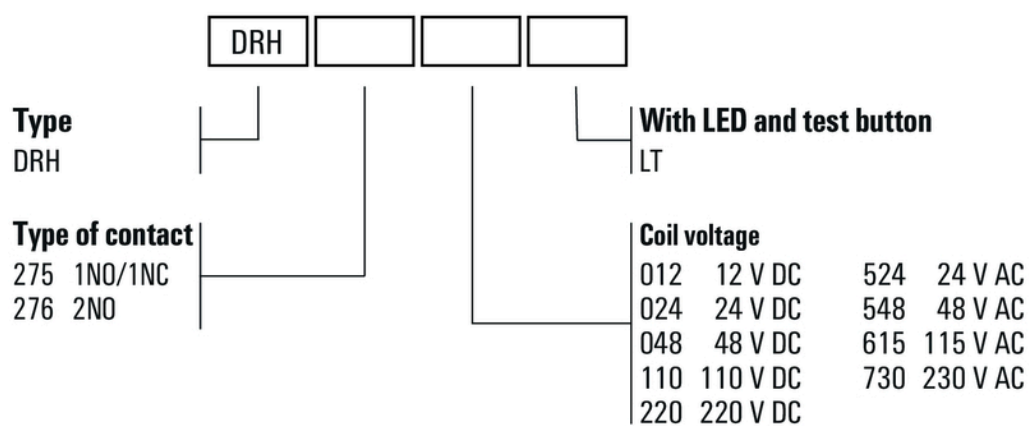 DRH
Type
DRH
With LED and test button
LT
Type of contact
275 1NO/1NC
276 2NO
Coil voltage
012 12 V DC 524 24 V AC
024 24 V DC 548 48 V AC
048 48 V DC 615 115 V AC
110 110 V DC 730 230 V AC
220 220 V DC